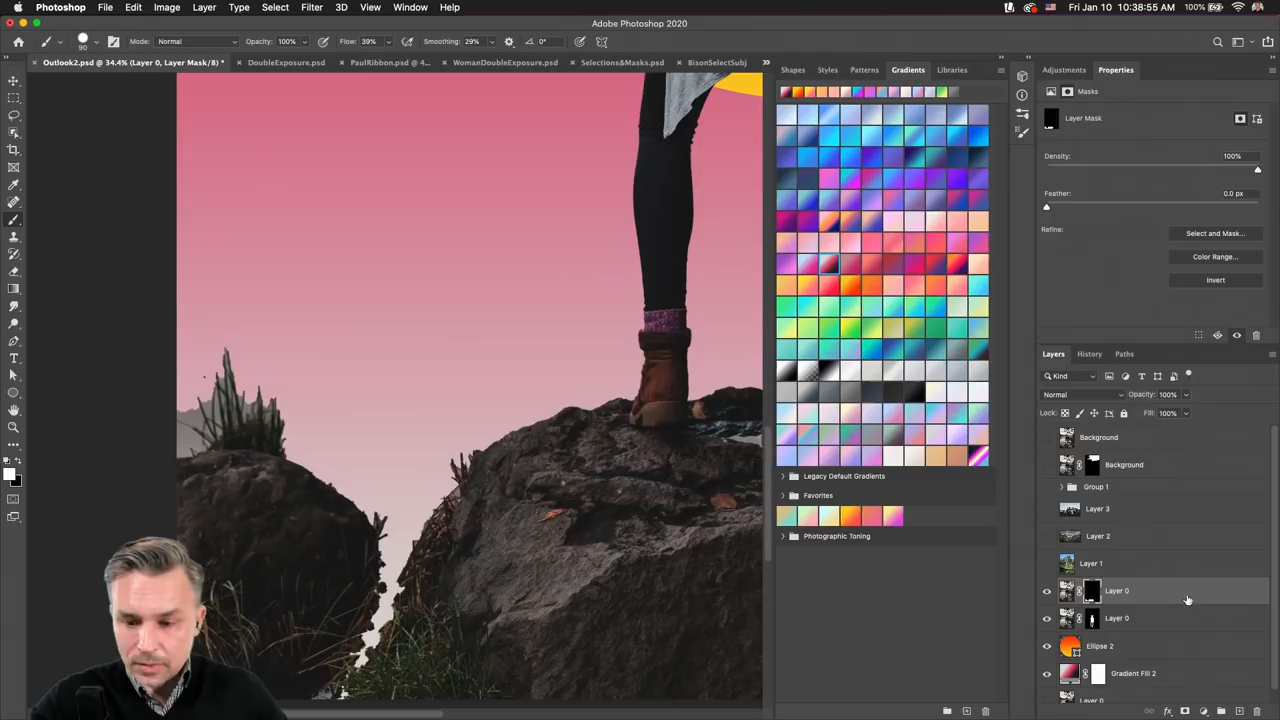 Photoshop File Edit Image Layer Type Select Filter 3D View Window Help 100% Fri Jan 10 10:38:55 AM
Adobe Photoshop 2020
90 Mode: Normal Opacity: 100% Flow: 39% Smoothing: 29% 0°
Outlook2.psd @ 34.4% (Layer 0, Layer Mask/8) * DoubleExposure.psd PaulRibbon.psd @ 4... WomanDoubleExposure.psd Selections&Masks.psd BisonSelectSubj
Shapes Styles Patterns Gradients Libraries
Adjustments Properties
Masks
Layer Mask
Density: 100%
Feather: 0.0 px
Refine: Select and Mask...
Color Range...
Invert
Layers History Paths
Kind
Normal Opacity: 100%
Lock: Fill: 100%
Background
Background
Group 1
Layer 3
Layer 2
Layer 1
Layer 0
Layer 0
Ellipse 2
Gradient Fill 2
Layer 0
Legacy Default Gradients
Favorites
Photographic Toning